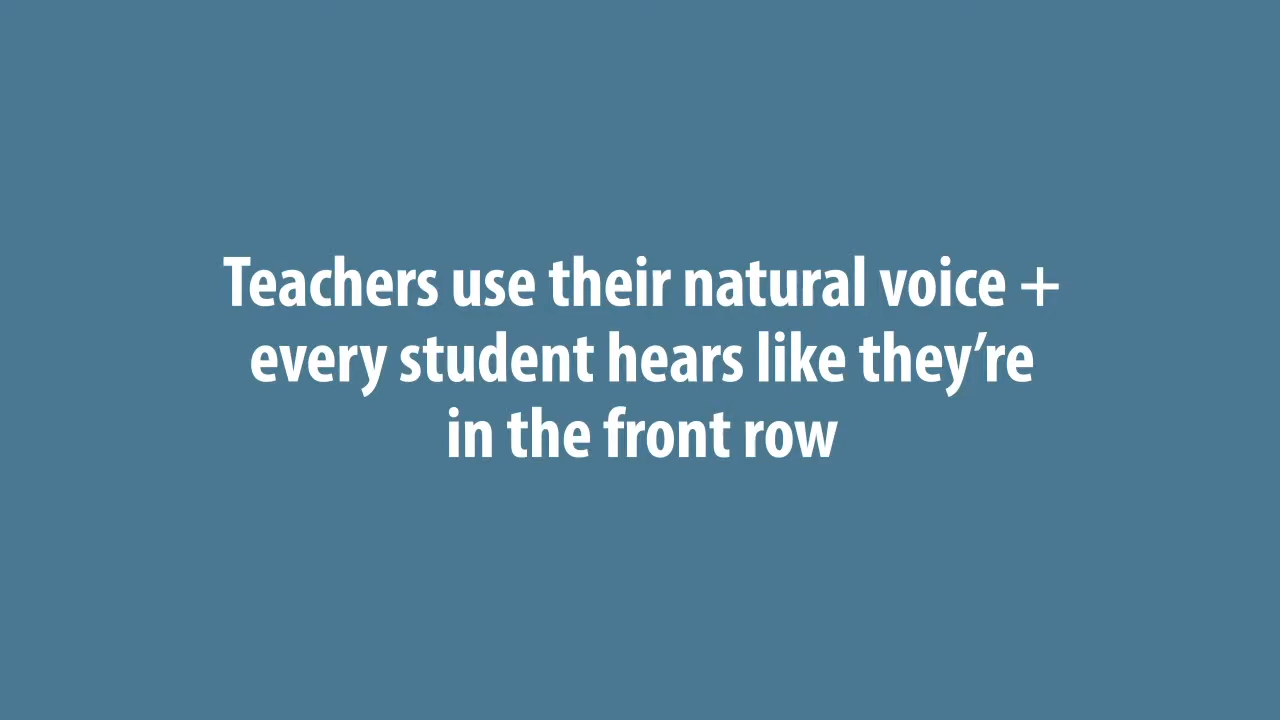 Teachers use their natural voice +
every student hears like they’re
in the front row